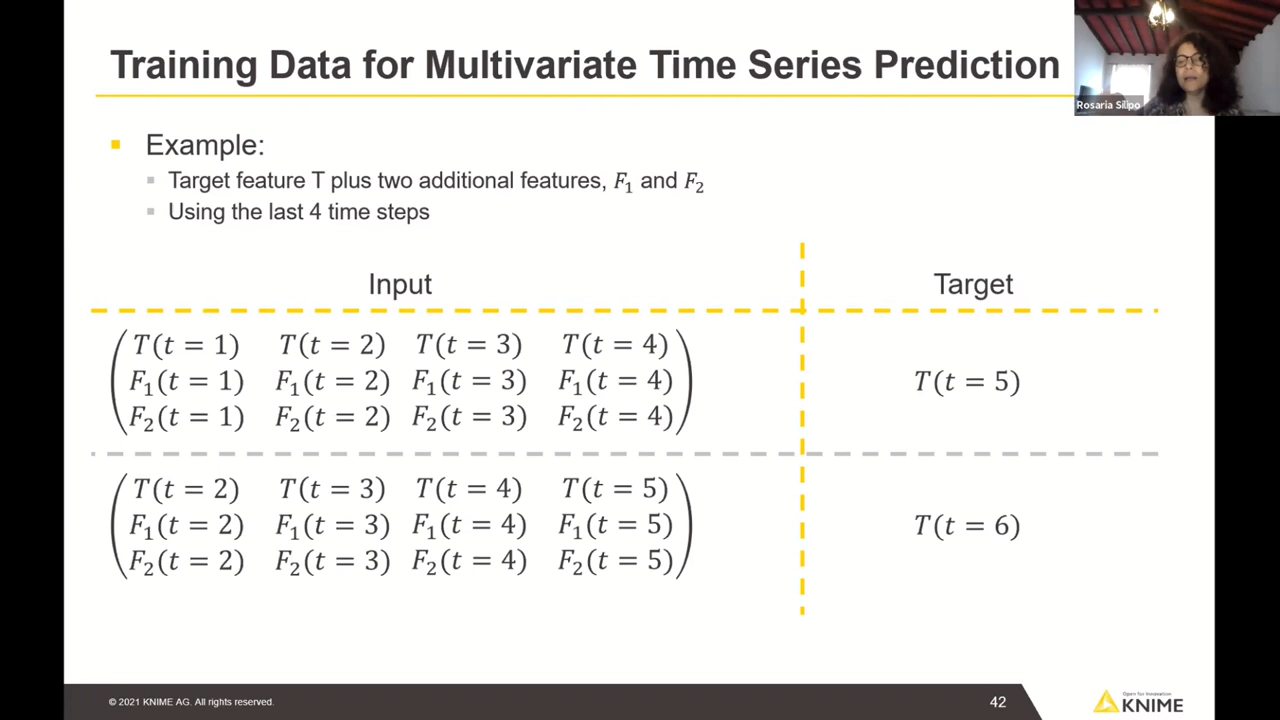 Training Data for Multivariate Time Series Prediction
Rosaria Silipo
Example:
Target feature T plus two additional features, F₁ and F₂
Using the last 4 time steps
Input Target
T(t = 1) T(t = 2) T(t = 3) T(t = 4)
F₁(t = 1) F₁(t = 2) F₁(t = 3) F₁(t = 4) T(t = 5)
F₂(t = 1) F₂(t = 2) F₂(t = 3) F₂(t = 4)
T(t = 2) T(t = 3) T(t = 4) T(t = 5)
F₁(t = 2) F₁(t = 3) F₁(t = 4) F₁(t = 5) T(t = 6)
F₂(t = 2) F₂(t = 3) F₂(t = 4) F₂(t = 5)
© 2021 KNIME AG. All rights reserved.
42
Open for Innovation
KNIME